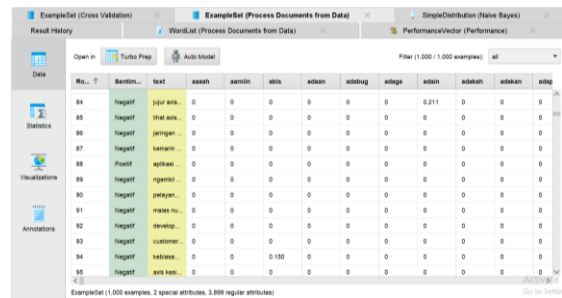 ExampleSet (Cross Validation) ExampleSet (Process Documents from Data) SimpleDistribution (Naive Bayes)
Result History WordList (Process Documents from Data) PerformanceVector (Performance)
Open in Turbo Prep Auto Model Filter (1,000 / 1,000 examples): all
Data
Statistics
Visualizations
Annotations
Ro... Sentim... text aaaah aamiin abis adaan adabug adaga adain adakah adakan adap
84 Negatif jujur axis... 0 0 0 0 0 0 0.211 0 0 0
85 Negatif lihat axis... 0 0 0 0 0 0 0 0 0 0
86 Negatif jaringan ... 0 0 0 0 0 0 0 0 0 0
87 Negatif kemarin ... 0 0 0 0 0 0 0 0 0 0
88 Positif aplikasi ... 0 0 0 0 0 0 0 0 0 0
89 Negatif ngambil ... 0 0 0 0 0 0 0 0 0 0
90 Negatif pelayan... 0 0 0 0 0 0 0 0 0 0
91 Negatif malas nu... 0 0 0 0 0 0 0 0 0 0
92 Negatif develop... 0 0 0 0 0 0 0 0 0 0
93 Negatif customer... 0 0 0 0 0 0 0 0 0 0
94 Negatif kebiasa... 0 0 0.150 0 0 0 0 0 0 0
95 Negatif axis kesi... 0 0 0 0 0 0 0 0 0 0
Activate
Go to Settin
ExampleSet (1,000 examples, 2 special attributes, 3,699 regular attributes)